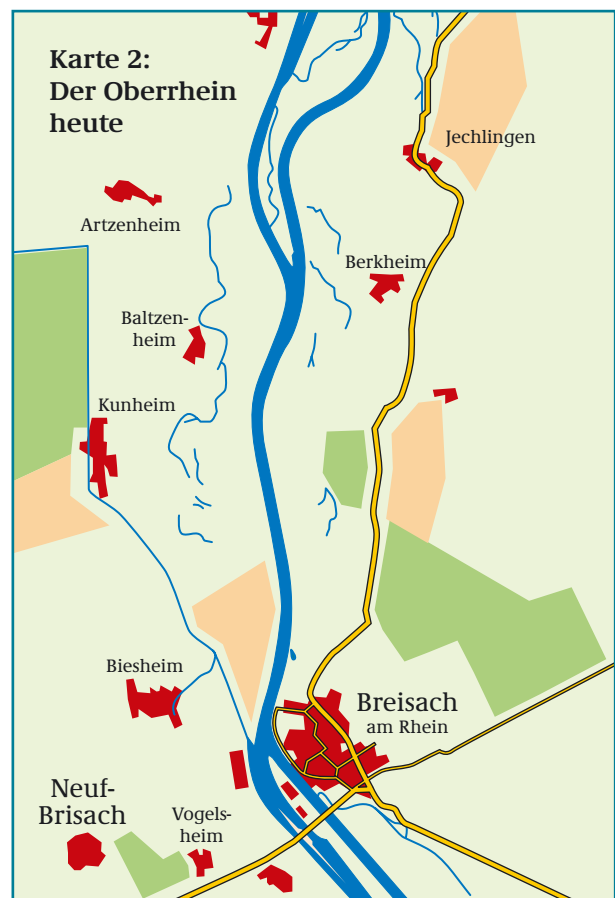 Karte 2:
Der Oberrhein
heute
Jechlingen
Artzenheim
Berkheim
Baltzen-
heim
Kunheim
Biesheim
Breisach
am Rhein
Neuf-
Brisach
Vogels-
heim